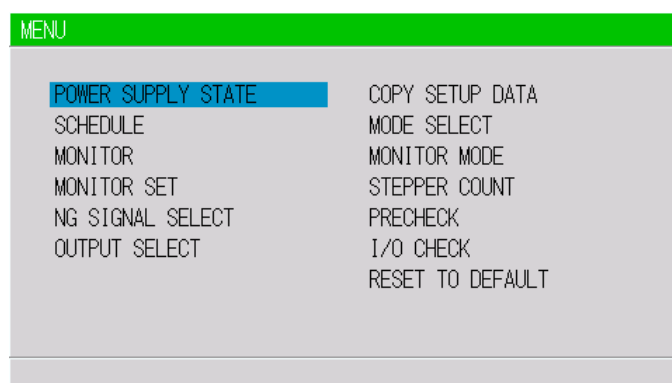 MENU
POWER SUPPLY STATE
SCHEDULE
MONITOR
MONITOR SET
NG SIGNAL SELECT
OUTPUT SELECT
COPY SETUP DATA
MODE SELECT
MONITOR MODE
STEPPER COUNT
PRECHECK
I/O CHECK
RESET TO DEFAULT